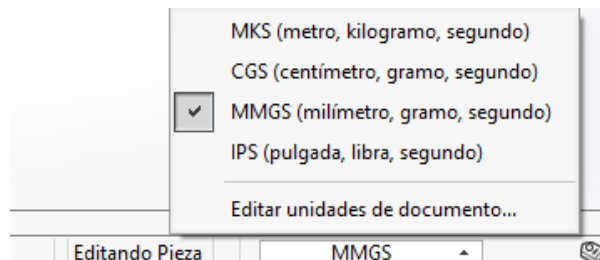 MKS (metro, kilogramo, segundo)
CGS (centímetro, gramo, segundo)
MMGS (milímetro, gramo, segundo)
IPS (pulgada, libra, segundo)
Editar unidades de documento...
Editando Pieza MMGS